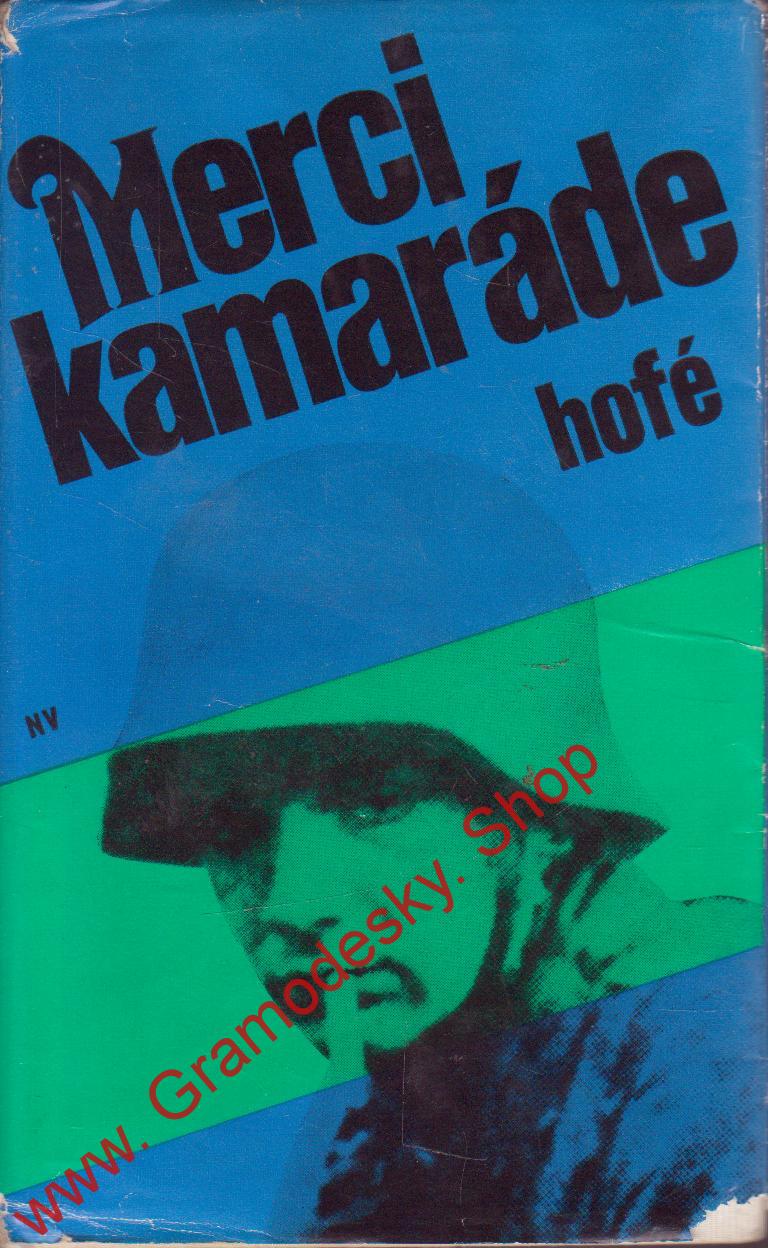 Merci
kamaráde
hofé
NV
www. Gramodesky. Shop